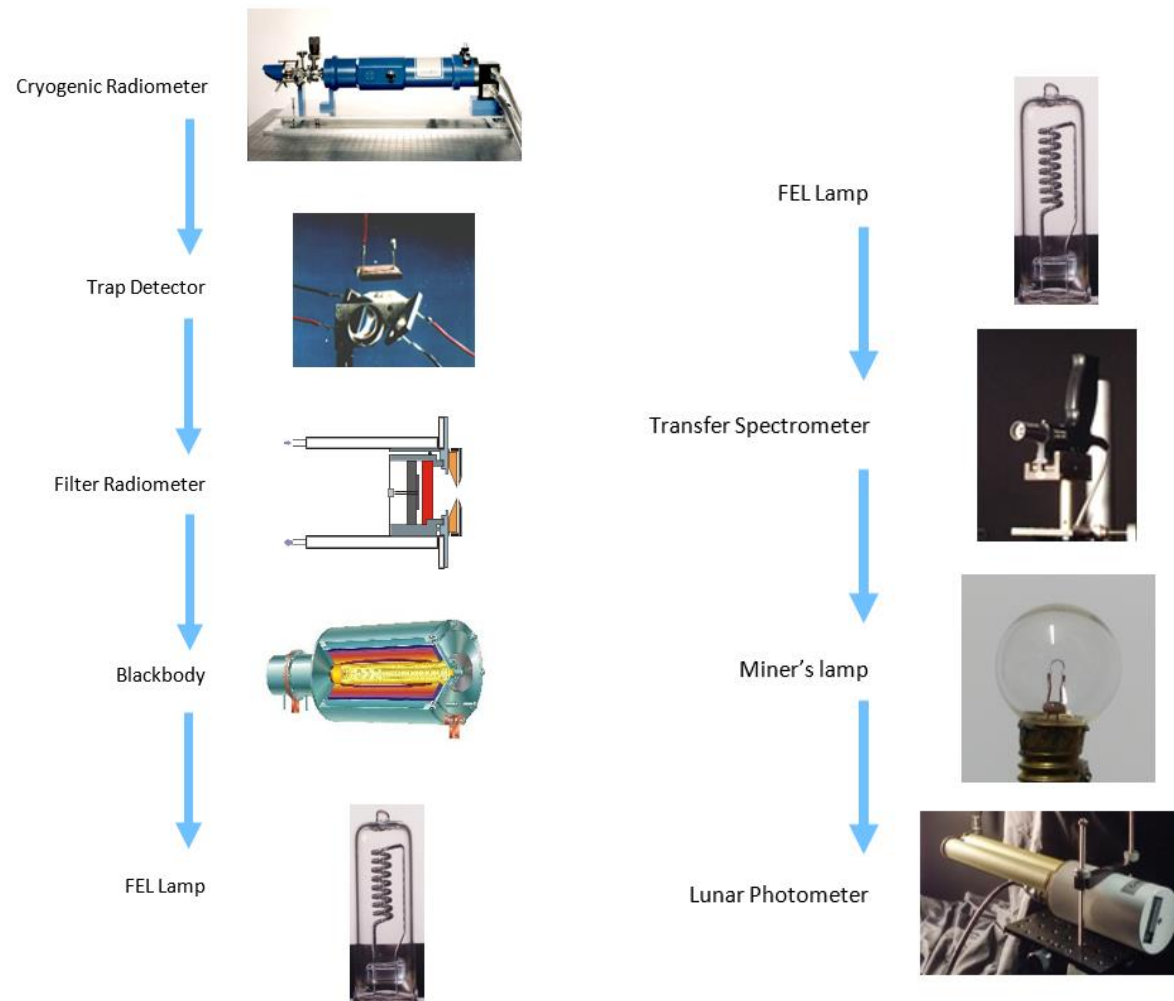 Cryogenic Radiometer
Trap Detector
Filter Radiometer
Blackbody
FEL Lamp
FEL Lamp
Transfer Spectrometer
Miner’s lamp
Lunar Photometer